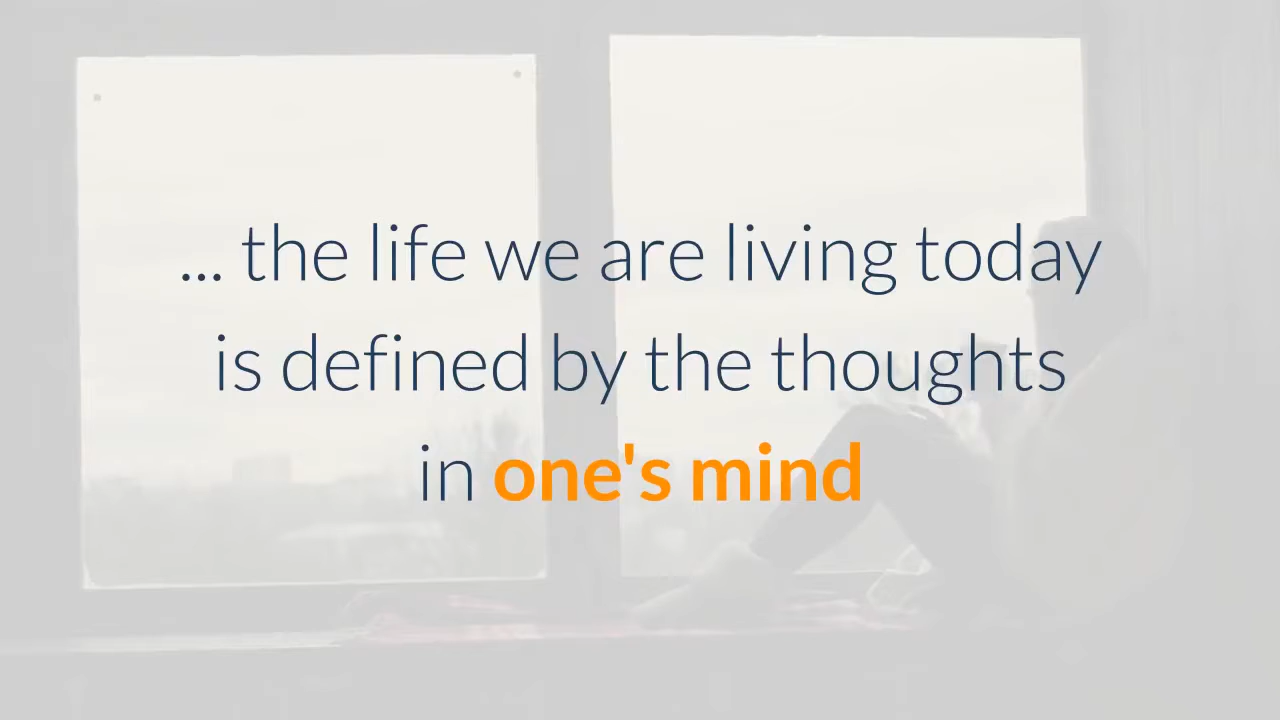 ... the life we are living today
is defined by the thoughts
in one's mind